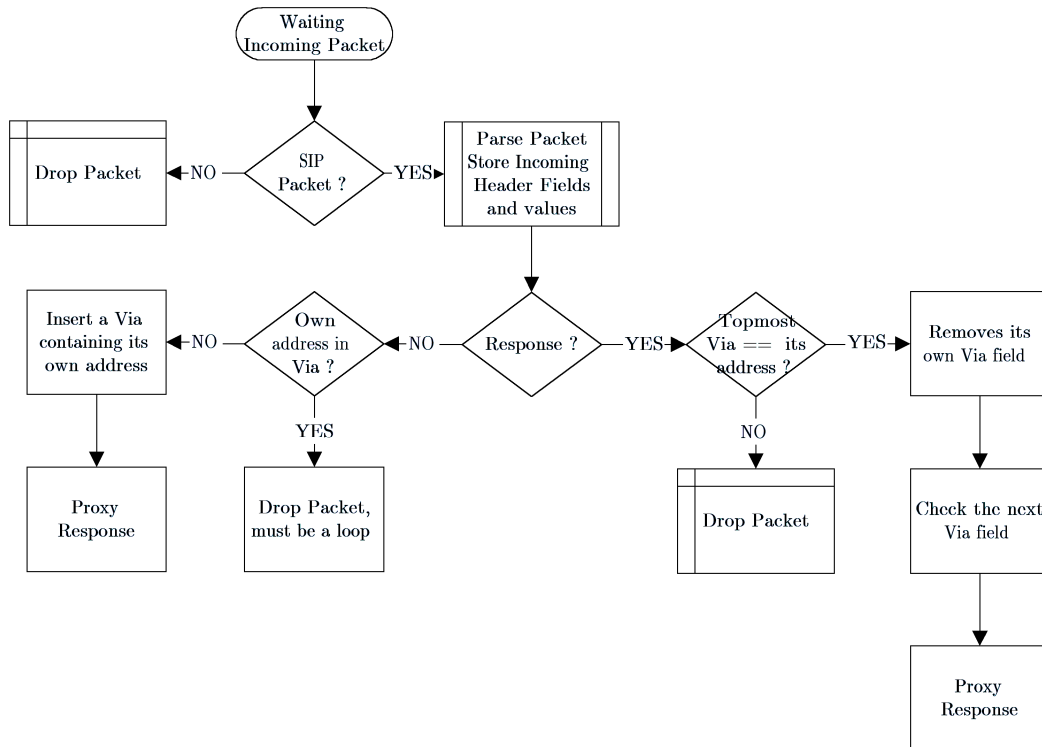 Waiting
Incoming Packet
Drop Packet
NO
SIP
Packet ?
YES
Parse Packet
Store Incoming
Header Fields
and values
Insert a Via
containing its
own address
NO
Own
address in
Via ?
NO
Response ?
YES
Topmost
Via == its
address ?
YES
Removes its
own Via field
YES
NO
Proxy
Response
Drop Packet,
must be a loop
Drop Packet
Check the next
Via field
Proxy
Response